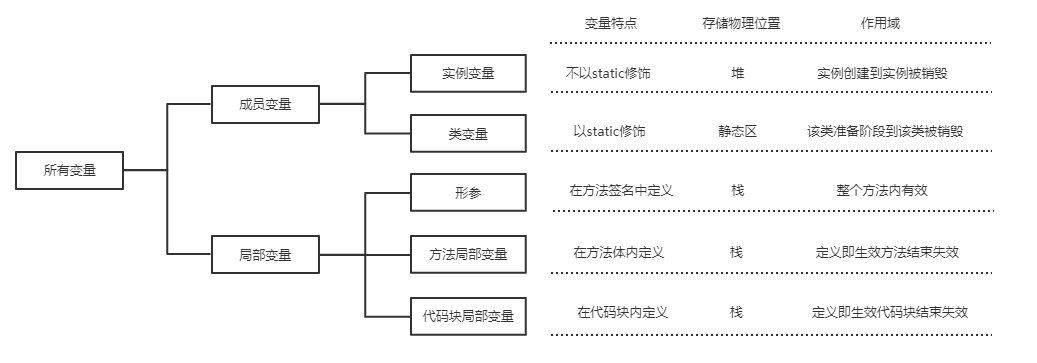 变量特点 存储物理位置 作用域
实例变量 不以static修饰 堆 实例创建到实例被销毁
成员变量
类变量 以static修饰 静态区 该类准备阶段到该类被销毁
所有变量
形参 在方法签名中定义 栈 整个方法内有效
局部变量 方法局部变量 在方法体内定义 栈 定义即生效方法结束失效
代码块局部变量 在代码块内定义 栈 定义即生效代码块结束失效